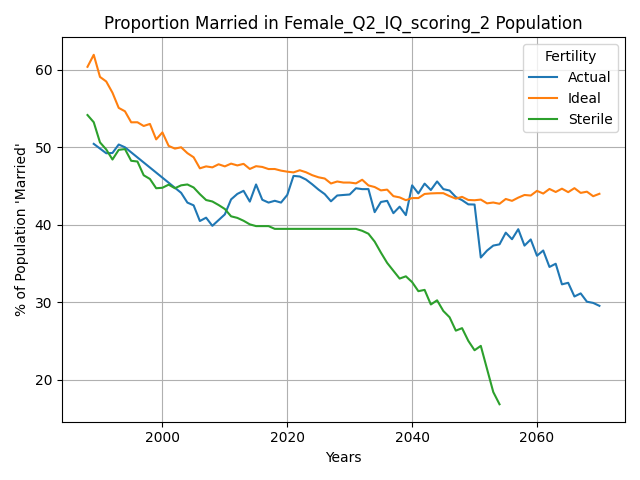 Proportion Married in Female_Q2_IQ_scoring_2 Population
Fertility
Actual
Ideal
Sterile
% of Population 'Married'
60
50
40
30
20
2000
2020
2040
2060
Years